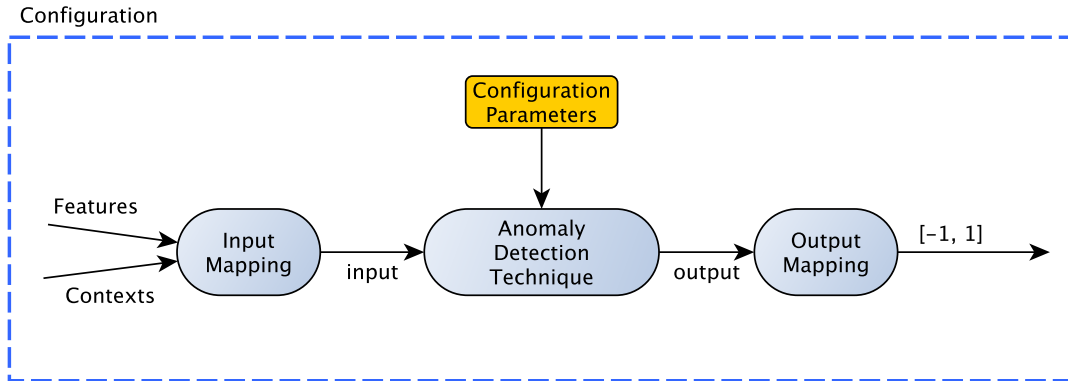 Configuration
Configuration
Parameters
Features
Contexts
Input
Mapping
input
Anomaly
Detection
Technique
output
Output
Mapping
[−1, 1]